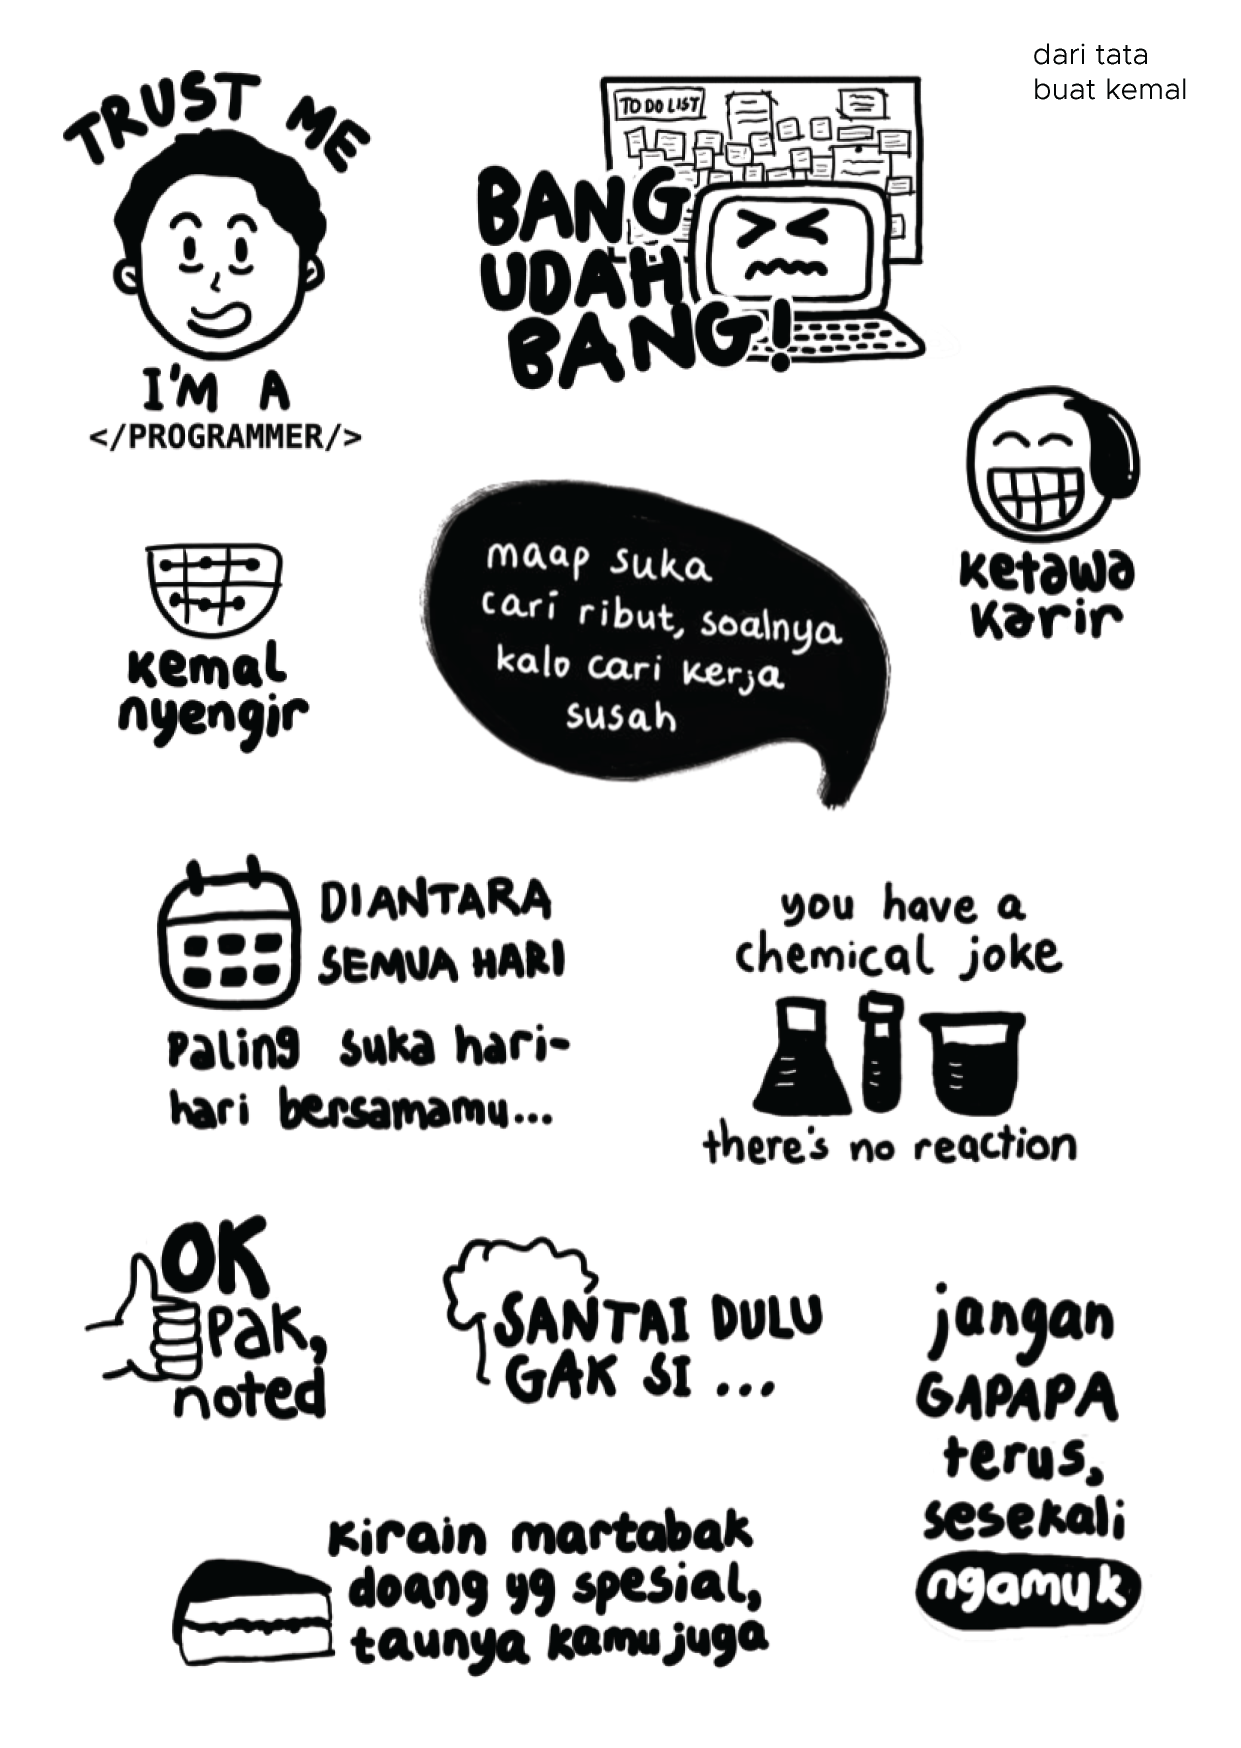 dari tata
buat kemal
TRUST ME
I'M A
</PROGRAMMER/>
TO DO LIST
BANG
UDAH
BANG!
ketawa
karir
kemal
nyengir
maap suka
cari ribut, soalnya
kalo cari kerja
susah
DIANTARA
SEMUA HARI
paling suka hari-
hari bersamamu...
you have a
chemical joke
there's no reaction
OK
pak,
noted
SANTAI DULU
GAK SI ...
jangan
GAPAPA
terus,
sesekali
ngamuk
kirain martabak
doang yg spesial,
taunya kamu juga